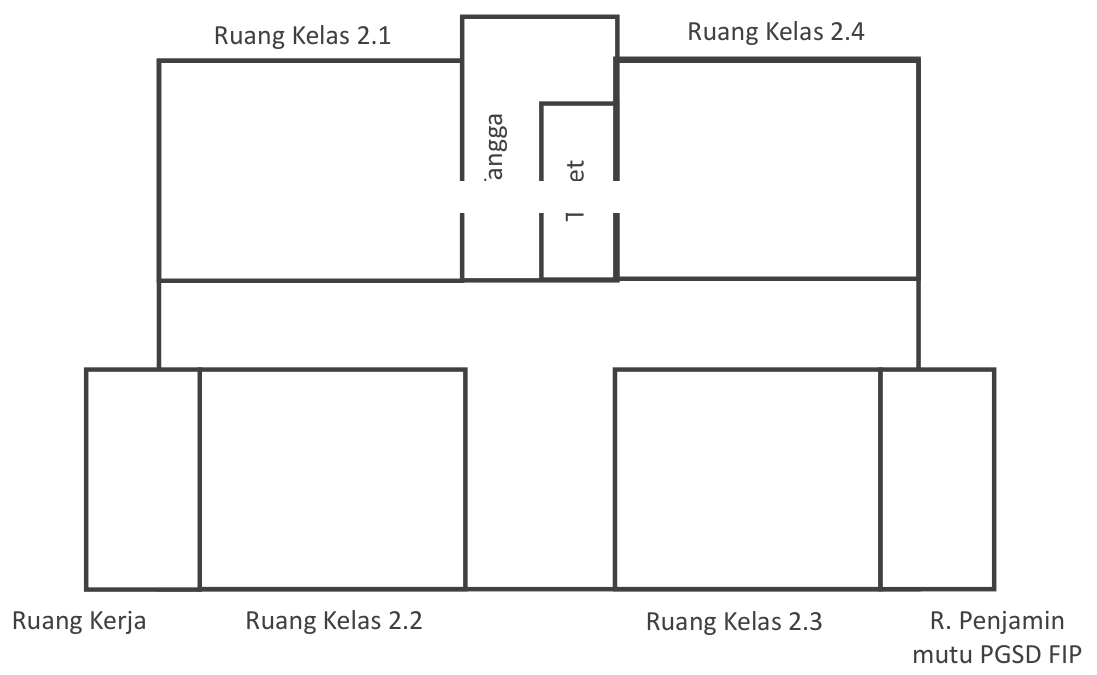 Ruang Kelas 2.1
Ruang Kelas 2.4
Ruang Kerja
Ruang Kelas 2.2
Ruang Kelas 2.3
R. Penjamin
mutu PGSD FIP